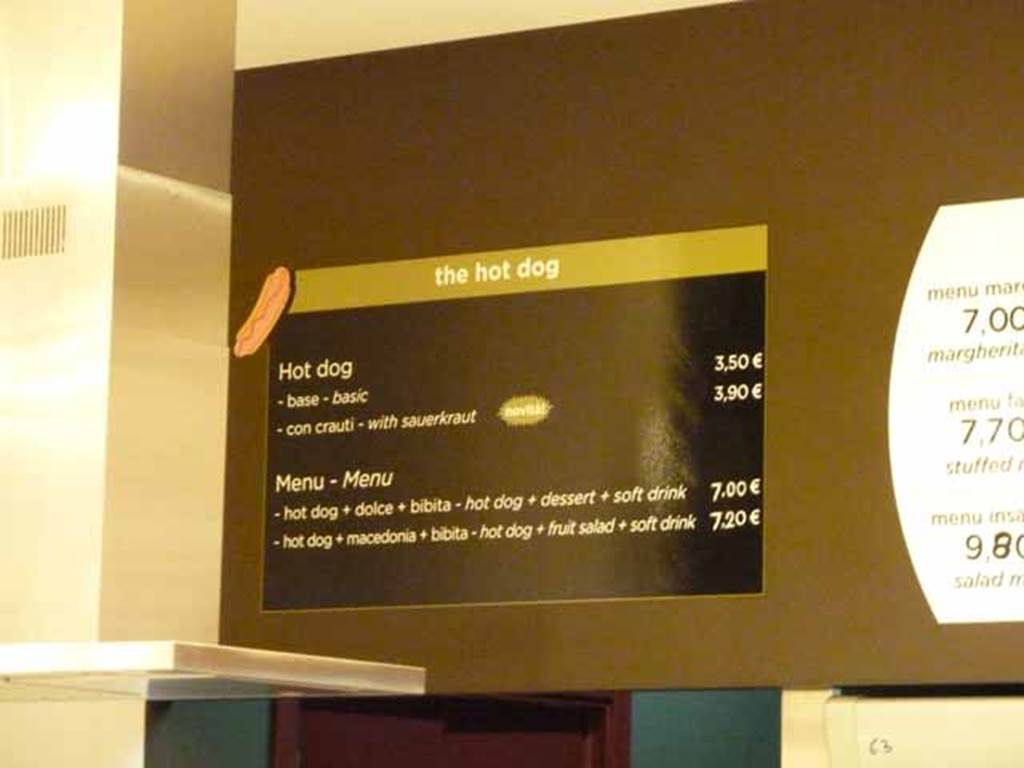 the hot dog
Hot dog
- base - basic 3,50 €
- con crauti - with sauerkraut 3,90 €
novità!
Menu - Menu
- hot dog + dolce + bibita - hot dog + dessert + soft drink 7,00 €
- hot dog + macedonia + bibita - hot dog + fruit salad + soft drink 7,20 €
menu mar
7,00
margherit
menu fa
7,70
stuffed
menu insa
9,80
salad m
63